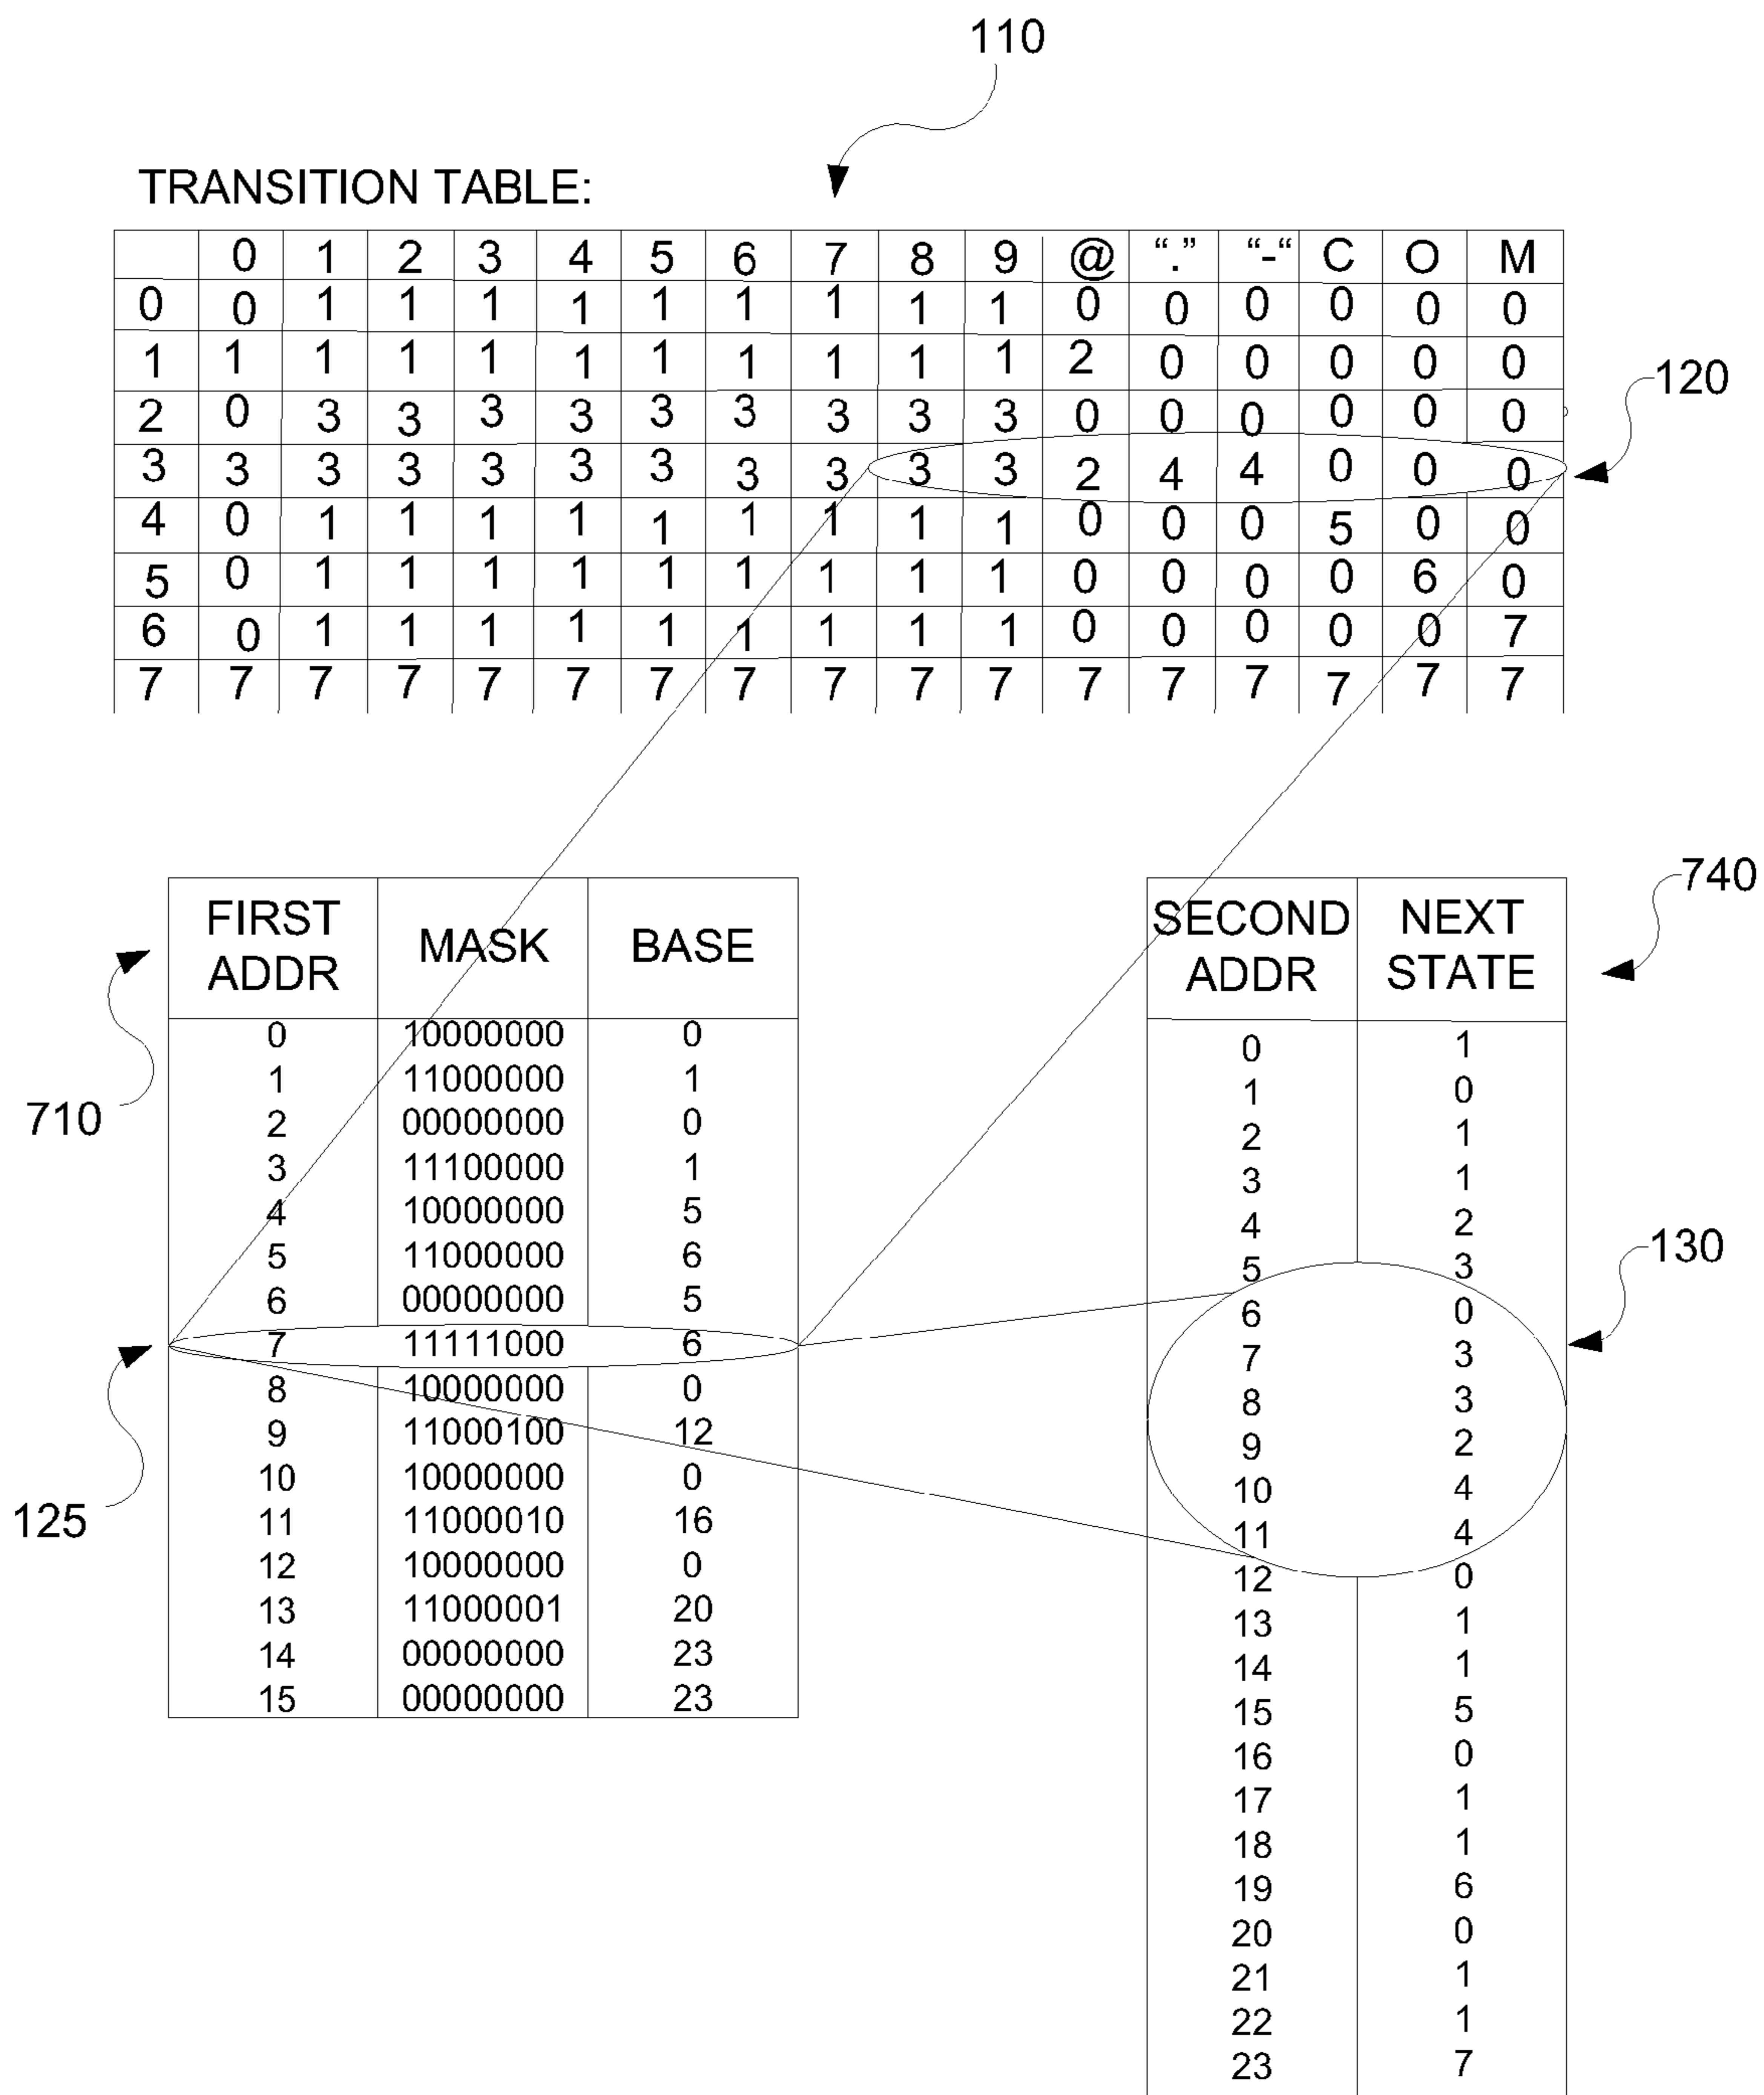 110
TRANSITION TABLE:
0 1 2 3 4 5 6 7 8 9 @ “.” “-“ C O M
0 0 1 1 1 1 1 1 1 1 1 0 0 0 0 0 0
1 1 1 1 1 1 1 1 1 1 1 2 0 0 0 0 0
120
2 0 3 3 3 3 3 3 3 3 3 0 0 0 0 0 0
3 3 3 3 3 3 3 3 3 3 3 2 4 4 0 0 0
4 0 1 1 1 1 1 1 1 1 1 0 0 0 5 0 0
5 0 1 1 1 1 1 1 1 1 1 0 0 0 0 6 0
6 0 1 1 1 1 1 1 1 1 1 0 0 0 0 0 7
7 7 7 7 7 7 7 7 7 7 7 7 7 7 7 7 7
710
FIRST ADDR MASK BASE
0 10000000 0
1 11000000 1
2 00000000 0
3 11100000 1
4 10000000 5
5 11000000 6
6 00000000 5
7 11111000 6
8 10000000 0
9 11000100 12
10 10000000 0
11 11000010 16
12 10000000 0
13 11000001 20
14 00000000 23
15 00000000 23
125
740
SECOND ADDR NEXT STATE
0 1
1 0
2 1
3 1
4 2
5 3
6 0
7 3
8 3
9 2
10 4
11 4
12 0
13 1
14 1
15 5
16 0
17 1
18 1
19 6
20 0
21 1
22 1
23 7
130